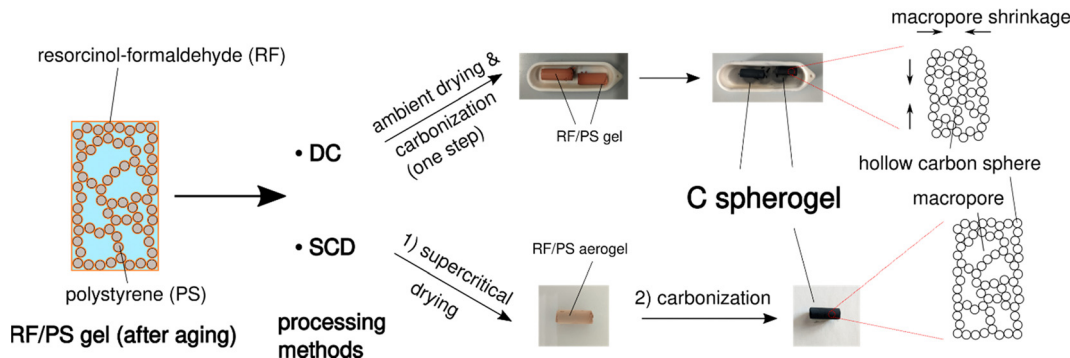 resorcinol-formaldehyde (RF)
polystyrene (PS)
RF/PS gel (after aging)
• DC
• SCD
processing
methods
ambient drying &
carbonization
(one step)
RF/PS gel
1) supercritical
drying
RF/PS aerogel
2) carbonization
C spherogel
macropore shrinkage
hollow carbon sphere
macropore